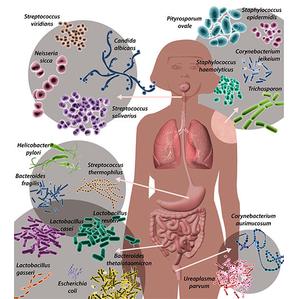 Streptococcus
viridians
Neisseria
sicca
Candida
albicans
Streptococcus
salivarius
Pityrosporum
ovale
Staphylococcus
epidermidis
Corynebacterium
jeikeium
Staphylococcus
haemolyticus
Trichosporon
Helicobacter
pylori
Bacteroides
fragilis
Streptococcus
thermophilus
Lactobacillus
casei
Lactobacillus
reuteri
Lactobacillus
gasseri
Escherichia
coli
Bacteroides
thetaiotaomicron
Corynebacterium
aurimucosum
Ureaplasma
parvum